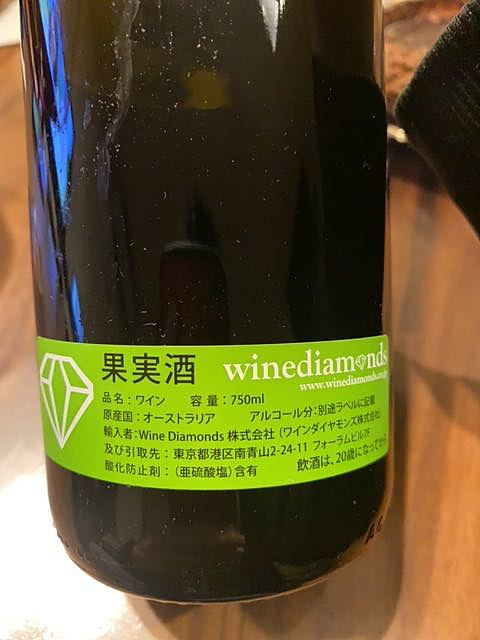 果実酒 winediamonds
www.winediamonds.co.jp
品名：ワイン 容量：750ml
原産国：オーストラリア アルコール分：別途ラベルに記載
輸入者：Wine Diamonds 株式会社 (ワインダイヤモンズ株式会社)
及び引取先：東京都港区南青山2-24-11 フォーラムビル7F
酸化防止剤：(亜硫酸塩)含有 飲酒は、20歳になってから